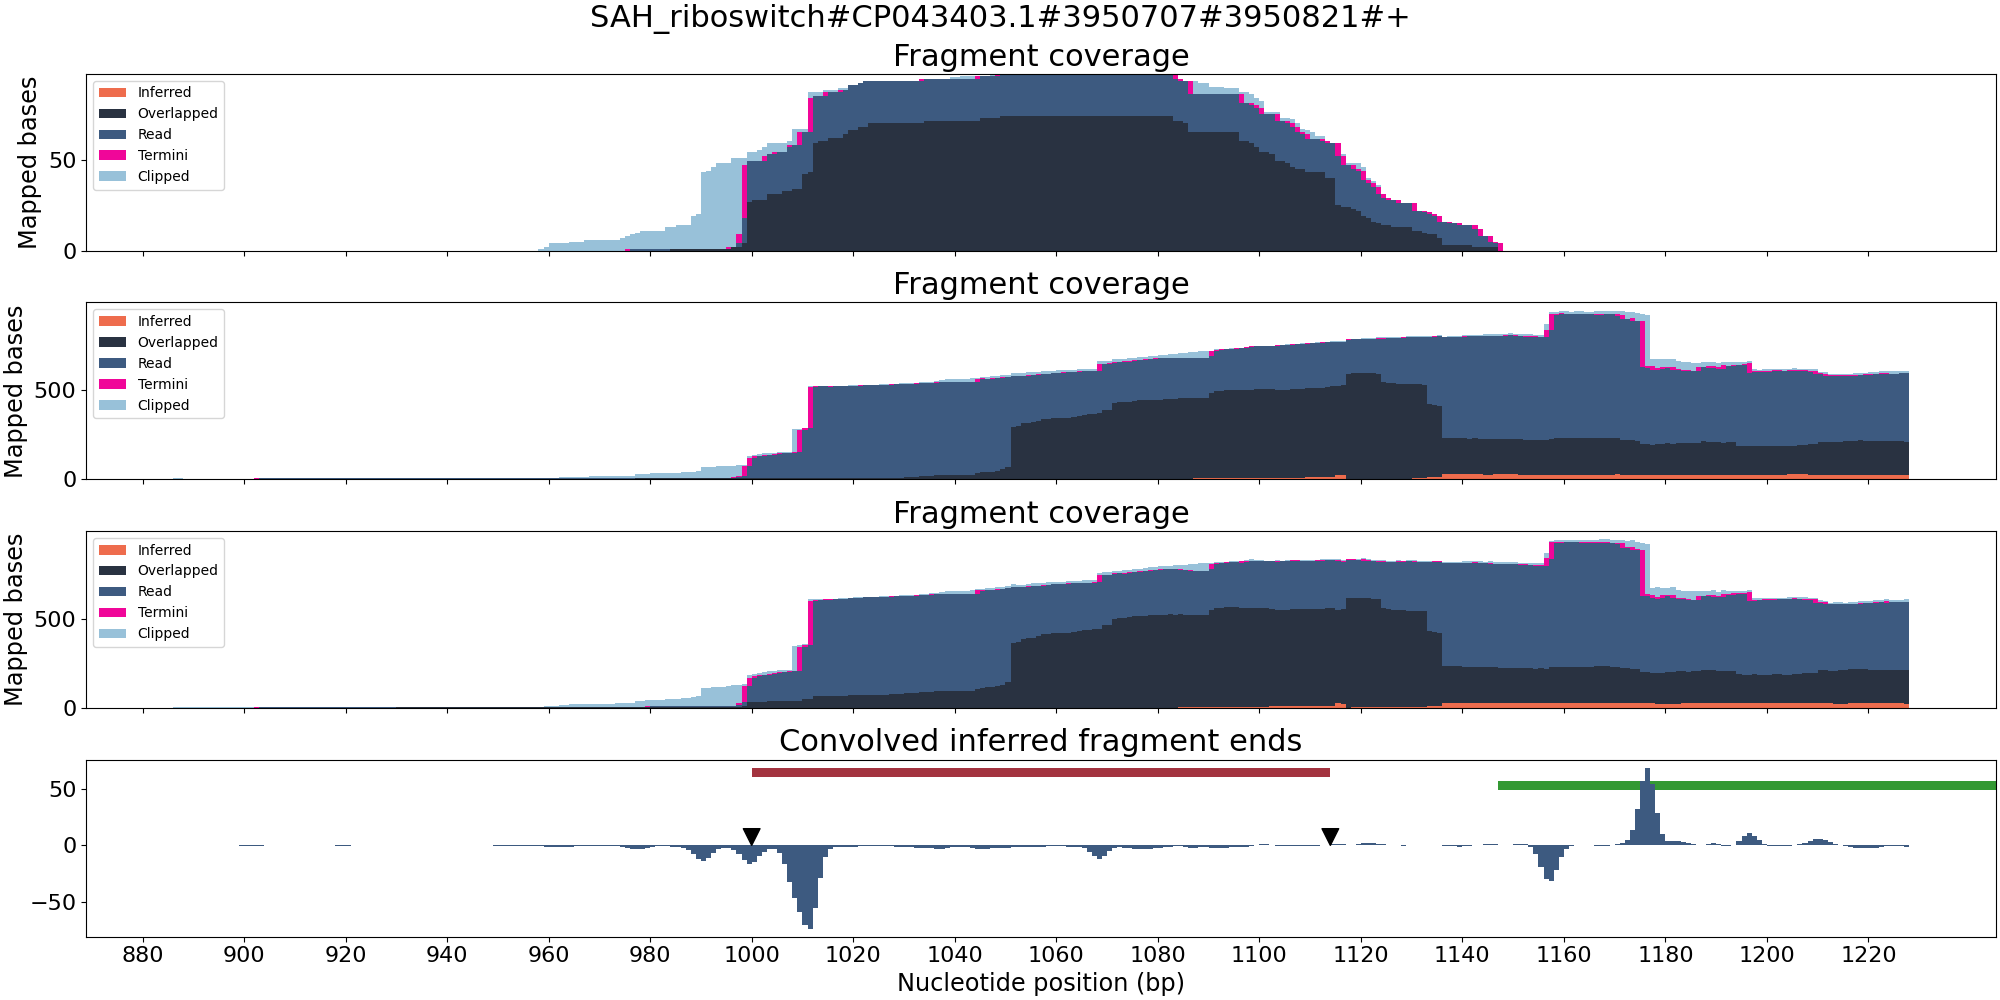 SAH_riboswitch#CP043403.1#3950707#3950821#+
Fragment coverage
Mapped bases
50
0
Inferred
Overlapped
Read
Termini
Clipped
Fragment coverage
Mapped bases
500
0
Inferred
Overlapped
Read
Termini
Clipped
Fragment coverage
Mapped bases
500
0
Inferred
Overlapped
Read
Termini
Clipped
Convolved inferred fragment ends
50
0
−50
880 900 920 940 960 980 1000 1020 1040 1060 1080 1100 1120 1140 1160 1180 1200 1220
Nucleotide position (bp)